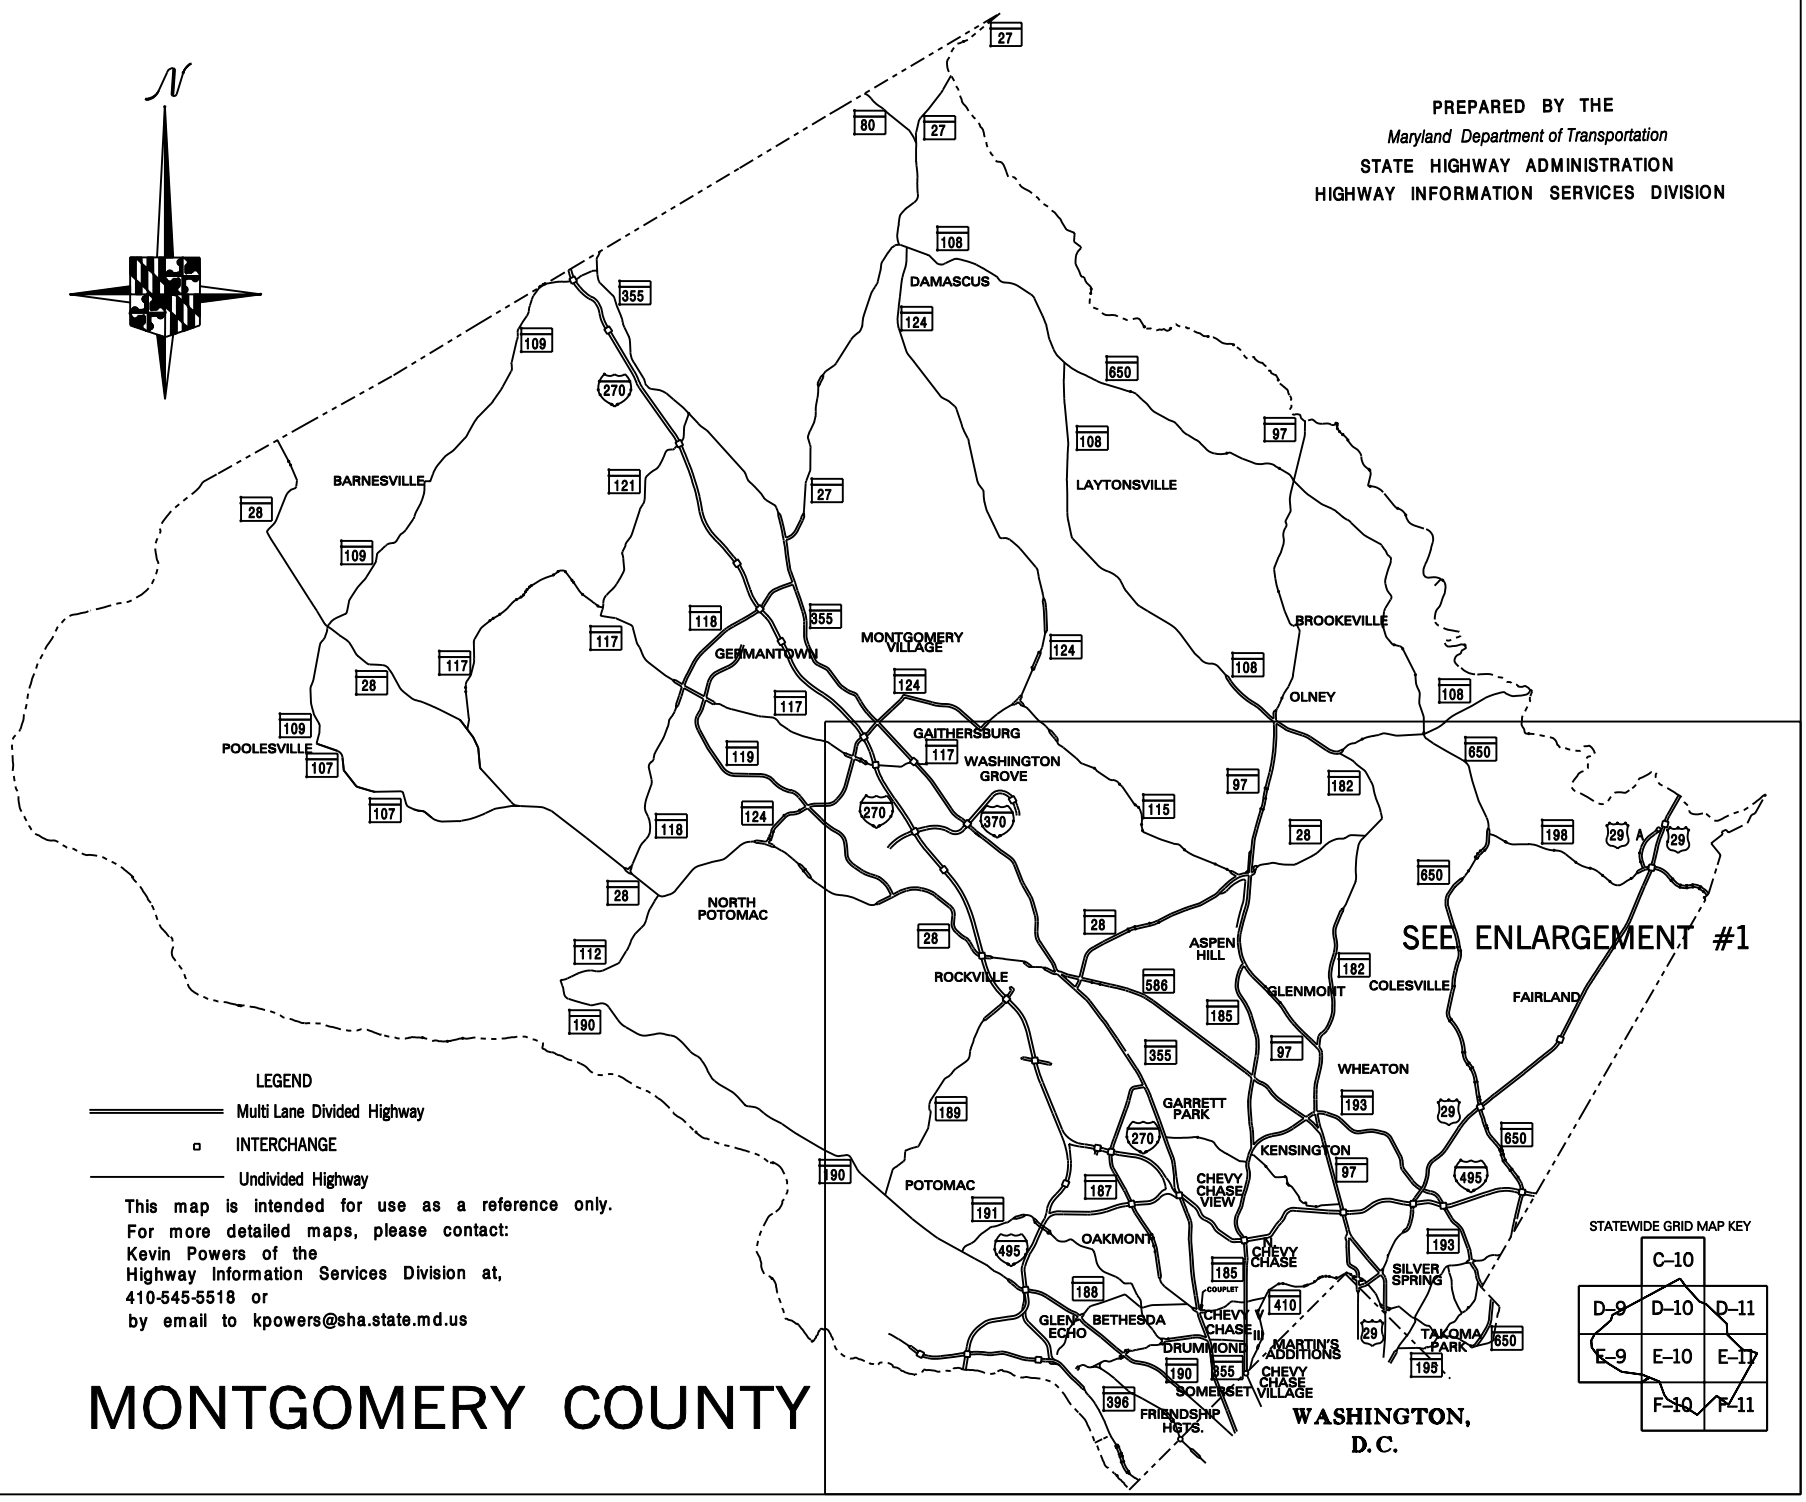 27
N
80
27
PREPARED BY THE
Maryland Department of Transportation
STATE HIGHWAY ADMINISTRATION
HIGHWAY INFORMATION SERVICES DIVISION
108
DAMASCUS
355
124
109
650
270
97
108
BARNESVILLE
121
LAYTONSVILLE
27
28
109
118
355
BROOKEVILLE
117
MONTGOMERY
VILLAGE
124
GERMANTOWN
117
108
28
124
108
OLNEY
117
109
GAITHERSBURG
POOLESVILLE
107
119
117
WASHINGTON
GROVE
650
97
182
107
124
118
270
370
115
28
198
29
A
29
28
650
NORTH
POTOMAC
28
28
SEE ENLARGEMENT #1
112
ASPEN
HILL
182
ROCKVILLE
586
GLENMONT
COLESVILLE
FAIRLAND
190
185
355
97
WHEATON
LEGEND
Multi Lane Divided Highway
INTERCHANGE
Undivided Highway
This map is intended for use as a reference only.
For more detailed maps, please contact:
Kevin Powers of the
Highway Information Services Division at,
410-545-5518 or
by email to kpowers@sha.state.md.us
189
GARRETT
PARK
193
29
270
650
KENSINGTON
190
97
495
POTOMAC
187
CHEVY
CHASE
VIEW
191
STATEWIDE GRID MAP KEY
OAKMONT
495
N.
CHEVY
CHASE
193
C-10
185
SILVER
SPRING
188
COUPLET
410
D-9 D-10 D-11
GLEN
ECHO
BETHESDA
CHEVY V
CHASE III
29
TAKOMA
PARK
650
DRUMMOND
MARTIN'S
ADDITIONS
E-9 E-10 E-11
190
355
195
CHEVY
CHASE
VILLAGE
SOMERSET
396
F-10 F-11
FRIENDSHIP
HGTS.
MONTGOMERY COUNTY
WASHINGTON,
D.C.